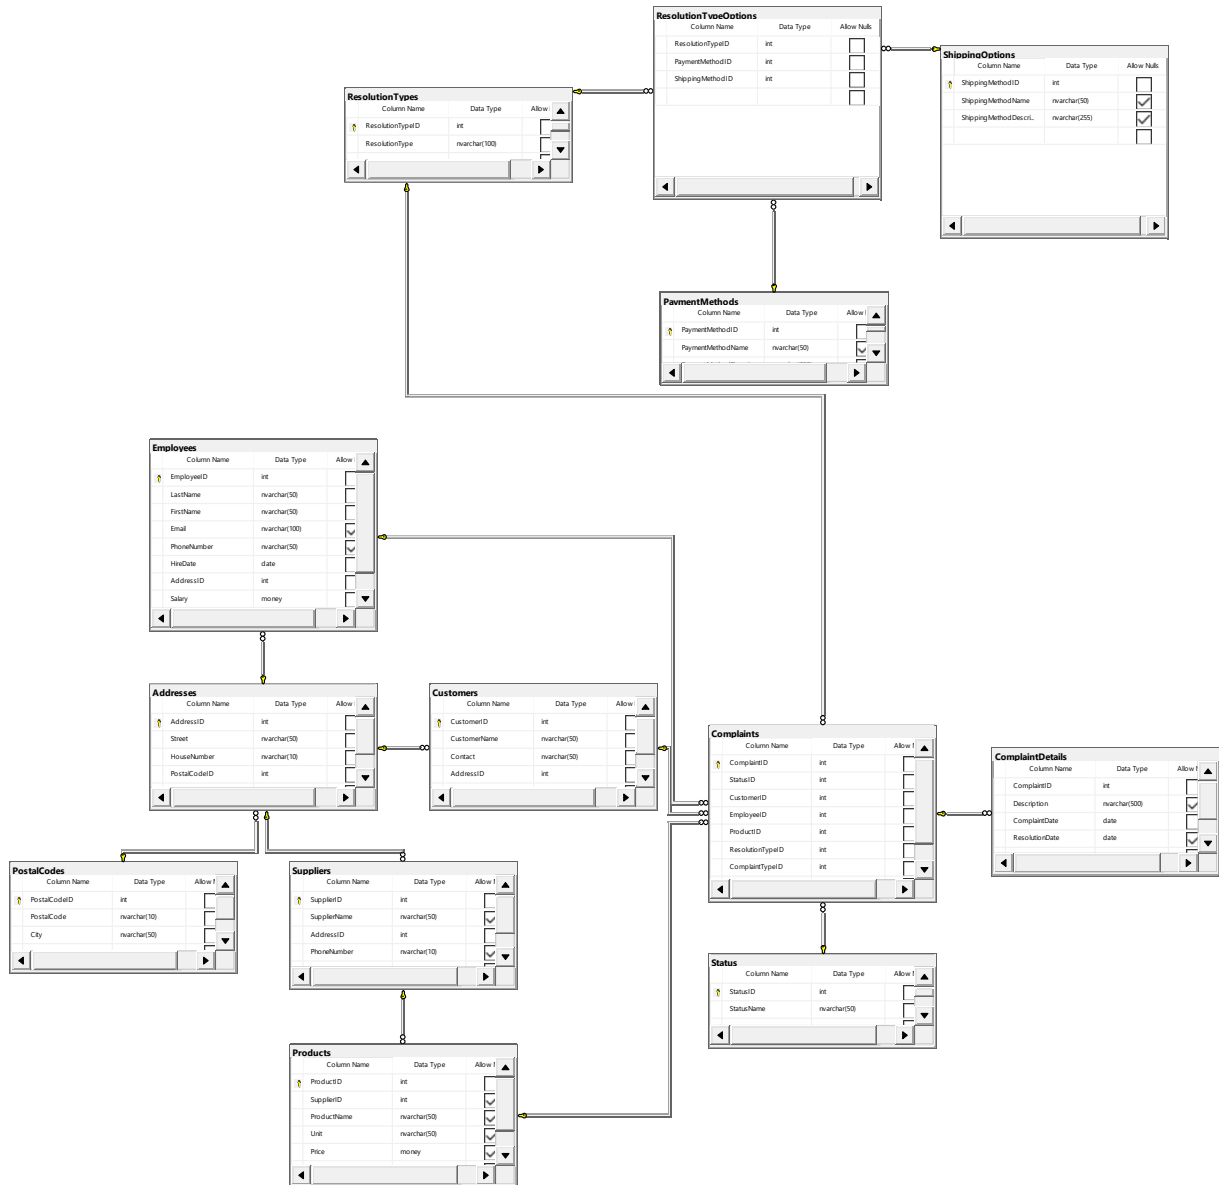 ResolutionTypeOptions
Column Name Data Type Allow Nulls
ResolutionTypeID int
PaymentMethodID int
ShippingMethodID int
ShippingOptions
Column Name Data Type Allow Nulls
ShippingMethodID int
ShippingMethodName nvarchar(50)
ShippingMethodDescri... nvarchar(255)
ResolutionTypes
Column Name Data Type Allow
ResolutionTypeID int
ResolutionType nvarchar(100)
PaymentMethods
Column Name Data Type Allow
PaymentMethodID int
PaymentMethodName nvarchar(50)
Employees
Column Name Data Type Allow
EmployeeID int
LastName nvarchar(50)
FirstName nvarchar(50)
Email nvarchar(100)
PhoneNumber nvarchar(50)
HireDate date
AddressID int
Salary money
Addresses
Column Name Data Type Allow
AddressID int
Street nvarchar(50)
HouseNumber nvarchar(10)
PostalCodeID int
Customers
Column Name Data Type Allow
CustomerID int
CustomerName nvarchar(50)
Contact nvarchar(50)
AddressID int
Complaints
Column Name Data Type Allow
ComplaintID int
StatusID int
CustomerID int
EmployeeID int
ProductID int
ResolutionTypeID int
ComplaintTypeID int
ComplaintDetails
Column Name Data Type Allow
ComplaintID int
Description nvarchar(500)
ComplaintDate date
ResolutionDate date
PostalCodes
Column Name Data Type Allow
PostalCodeID int
PostalCode nvarchar(10)
City nvarchar(50)
Suppliers
Column Name Data Type Allow
SupplierID int
SupplierName nvarchar(50)
AddressID int
PhoneNumber nvarchar(10)
Status
Column Name Data Type Allow
StatusID int
StatusName nvarchar(50)
Products
Column Name Data Type Allow
ProductID int
SupplierID int
ProductName nvarchar(50)
Unit nvarchar(50)
Price money